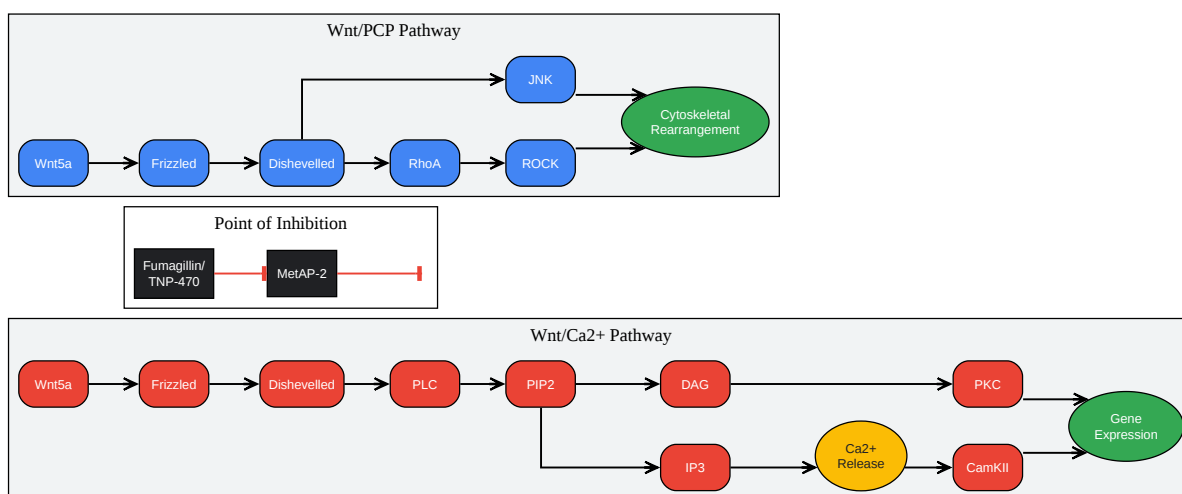 Wnt/PCP Pathway
JNK
Cytoskeletal
Rearrangement
Wnt5a
Frizzled
Dishevelled
RhoA
ROCK
Point of Inhibition
Fumagillin/
TNP-470
MetAP-2
Wnt/Ca2+ Pathway
Wnt5a
Frizzled
Dishevelled
PLC
PIP2
DAG
PKC
Gene
Expression
IP3
Ca2+
Release
CamKII